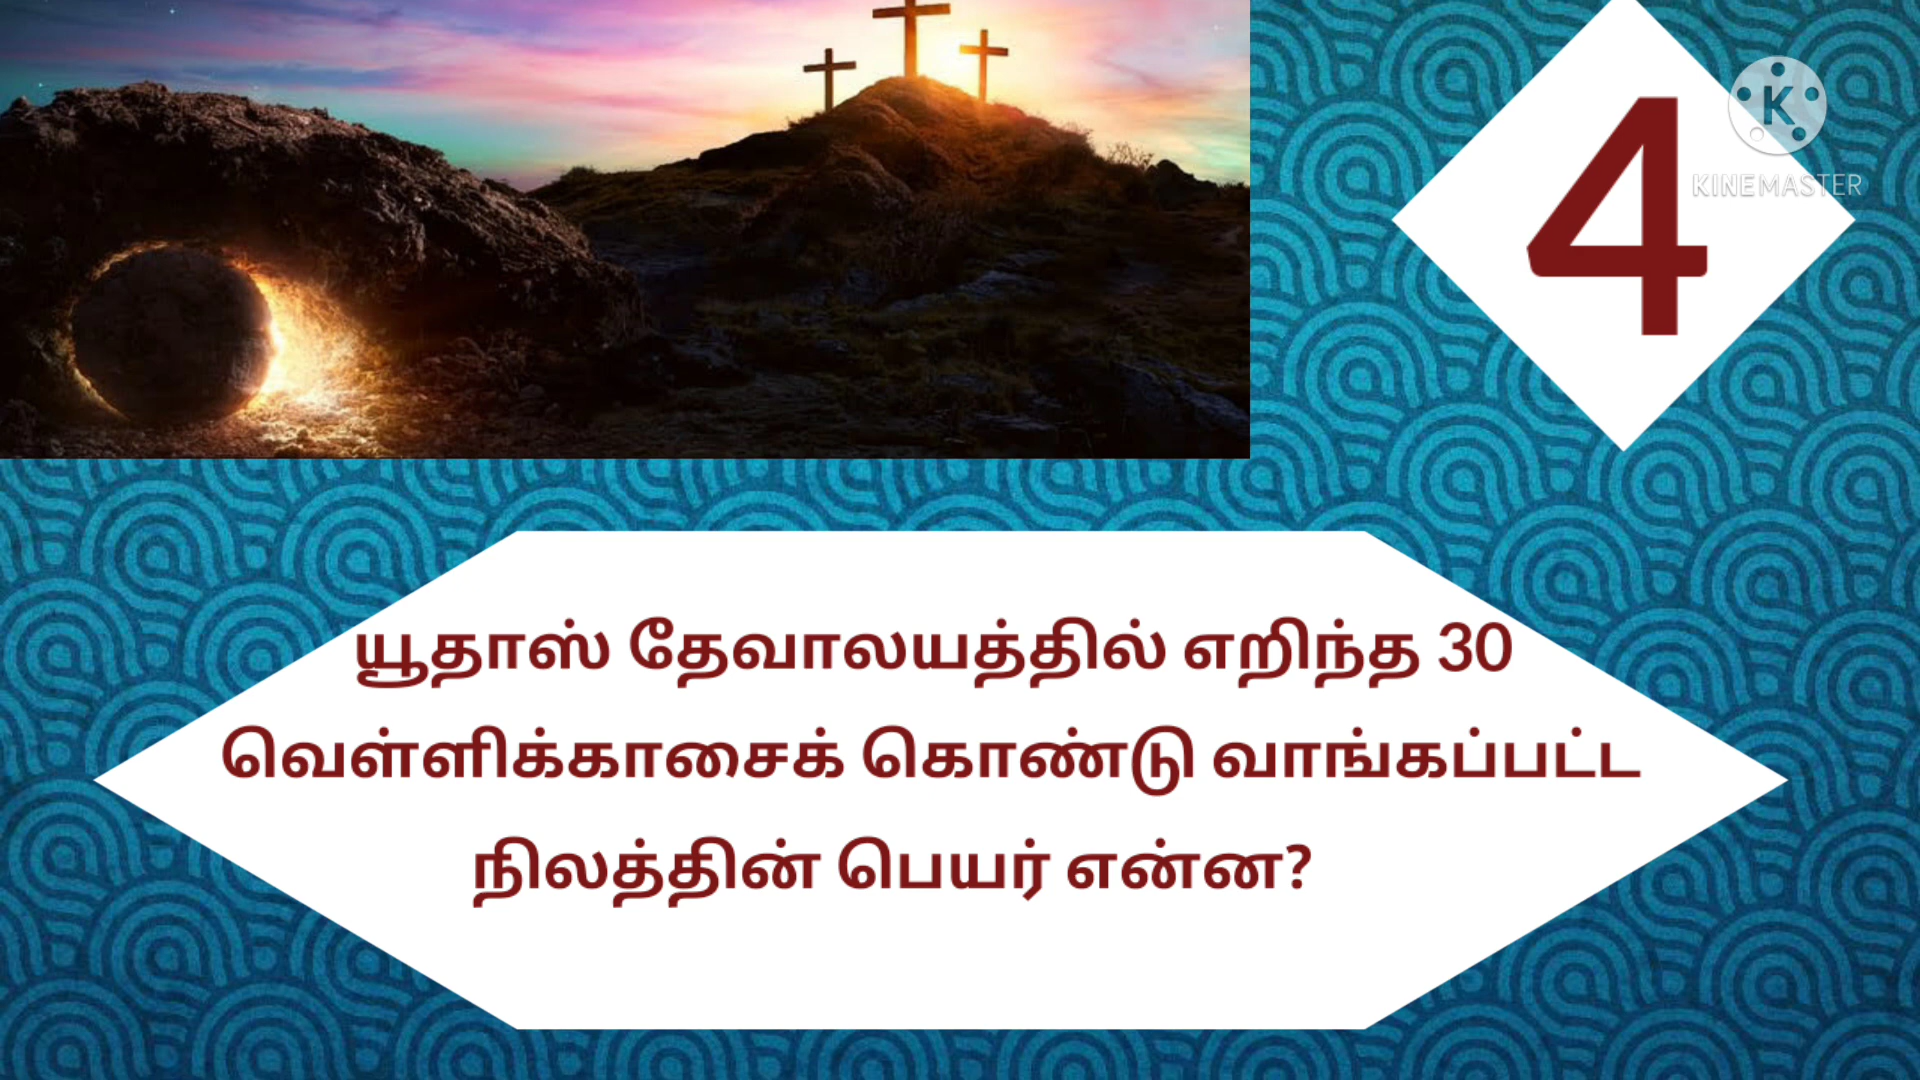 4
KINEMASTER
யூதாஸ் தேவாலயத்தில் எறிந்த 30
வெள்ளிக்காசைக் கொண்டு வாங்கப்பட்ட
நிலத்தின் பெயர் என்ன?